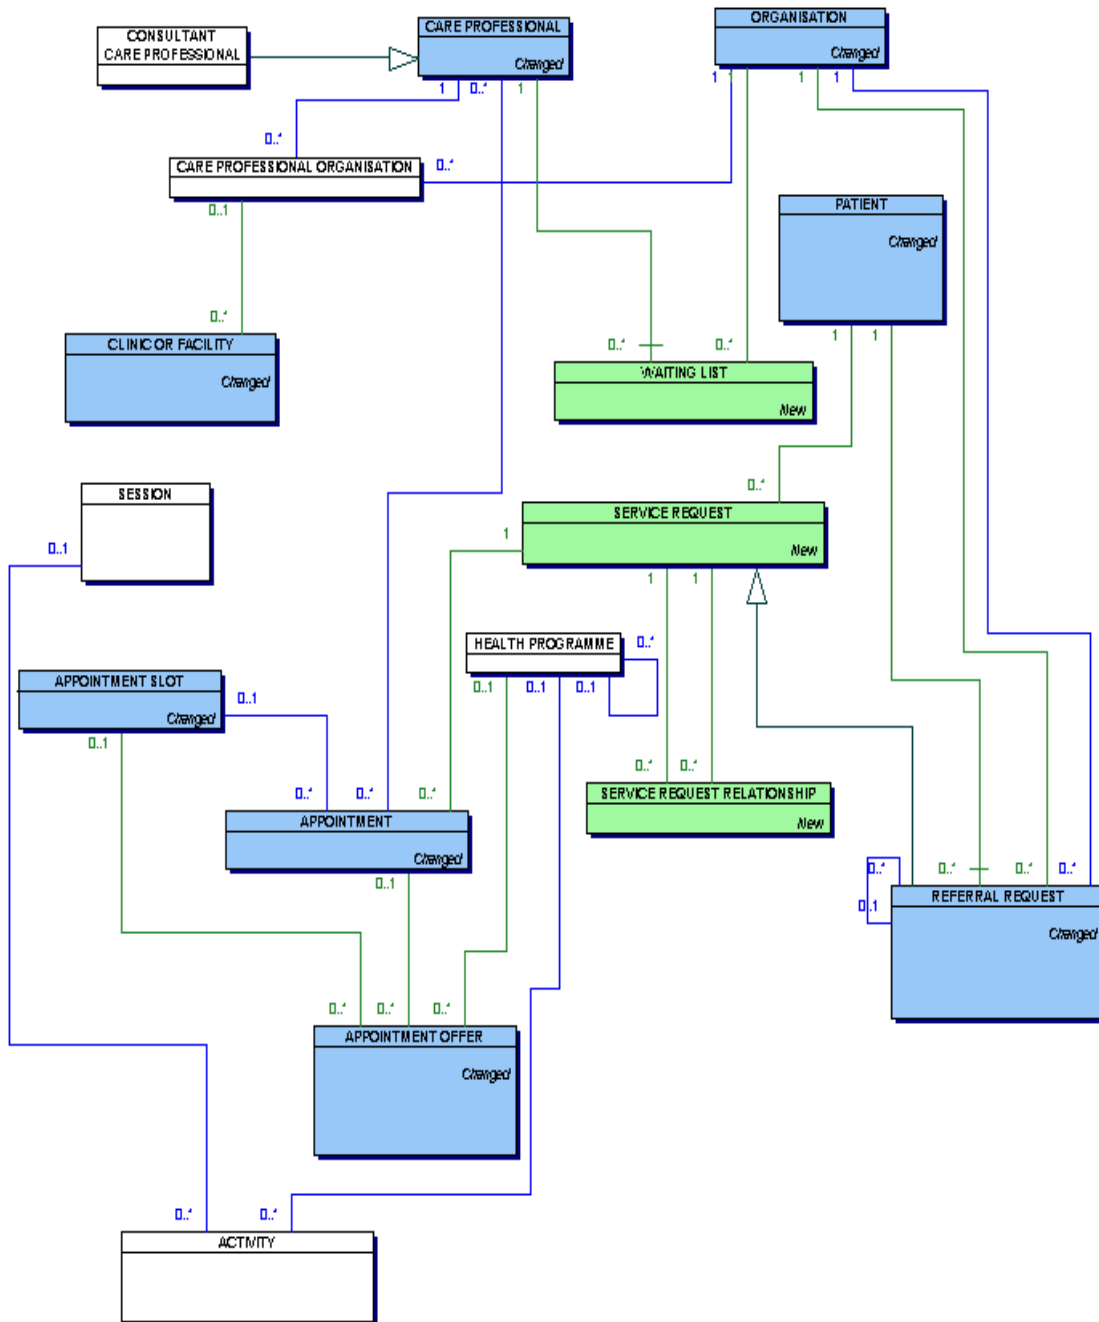 CONSULTANT
CARE PROFESSIONAL
CARE PROFESSIONAL
Changed
ORGANISATION
Changed
1
0..*
1
1
1
1
1
0..*
CARE PROFESSIONAL ORGANISATION
0..*
0..1
PATIENT
Changed
0..*
CLINIC OR FACILITY
Changed
0..*
0..*
1
1
WAITING LIST
New
SESSION
0..1
0..*
SERVICE REQUEST
New
1
1
1
HEALTH PROGRAMME
0..*
0..1
0..1
0..1
APPOINTMENT SLOT
Changed
0..1
0..1
0..*
0..*
0..*
APPOINTMENT
Changed
0..1
0..*
0..*
SERVICE REQUEST RELATIONSHIP
New
0..*
0..1
0..*
0..*
0..*
REFERRAL REQUEST
Changed
0..*
0..*
0..*
APPOINTMENT OFFER
Changed
0..*
0..*
ACTIVITY